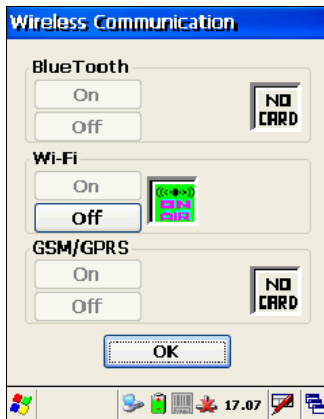 Wireless Communication
BlueTooth
On
NO
CARD
Off
Wi-Fi
On
ON
AIR
Off
GSM/GPRS
On
NO
CARD
Off
OK
17.07